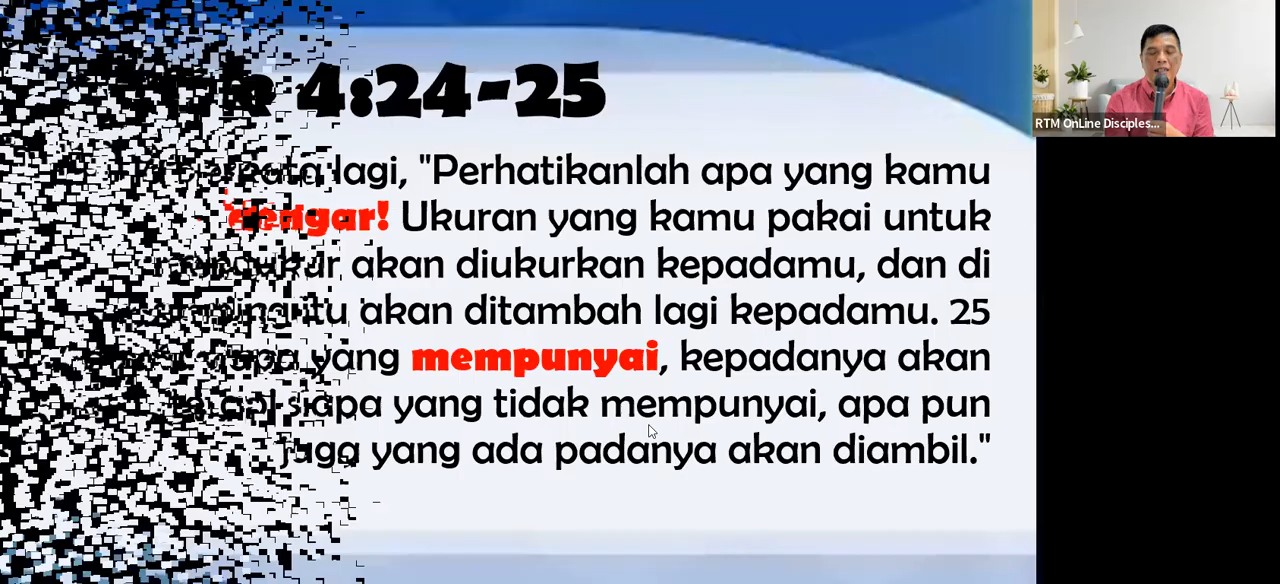 4:24-25
lagi, "Perhatikanlah apa yang kamu
dengar! Ukuran yang kamu pakai untuk
mengukur akan diukurkan kepadamu, dan di
itu akan ditambah lagi kepadamu. 25
yang mempunyai, kepadanya akan
siapa yang tidak mempunyai, apa pun
juga yang ada padanya akan diambil."
RTM OnLine Disciples...